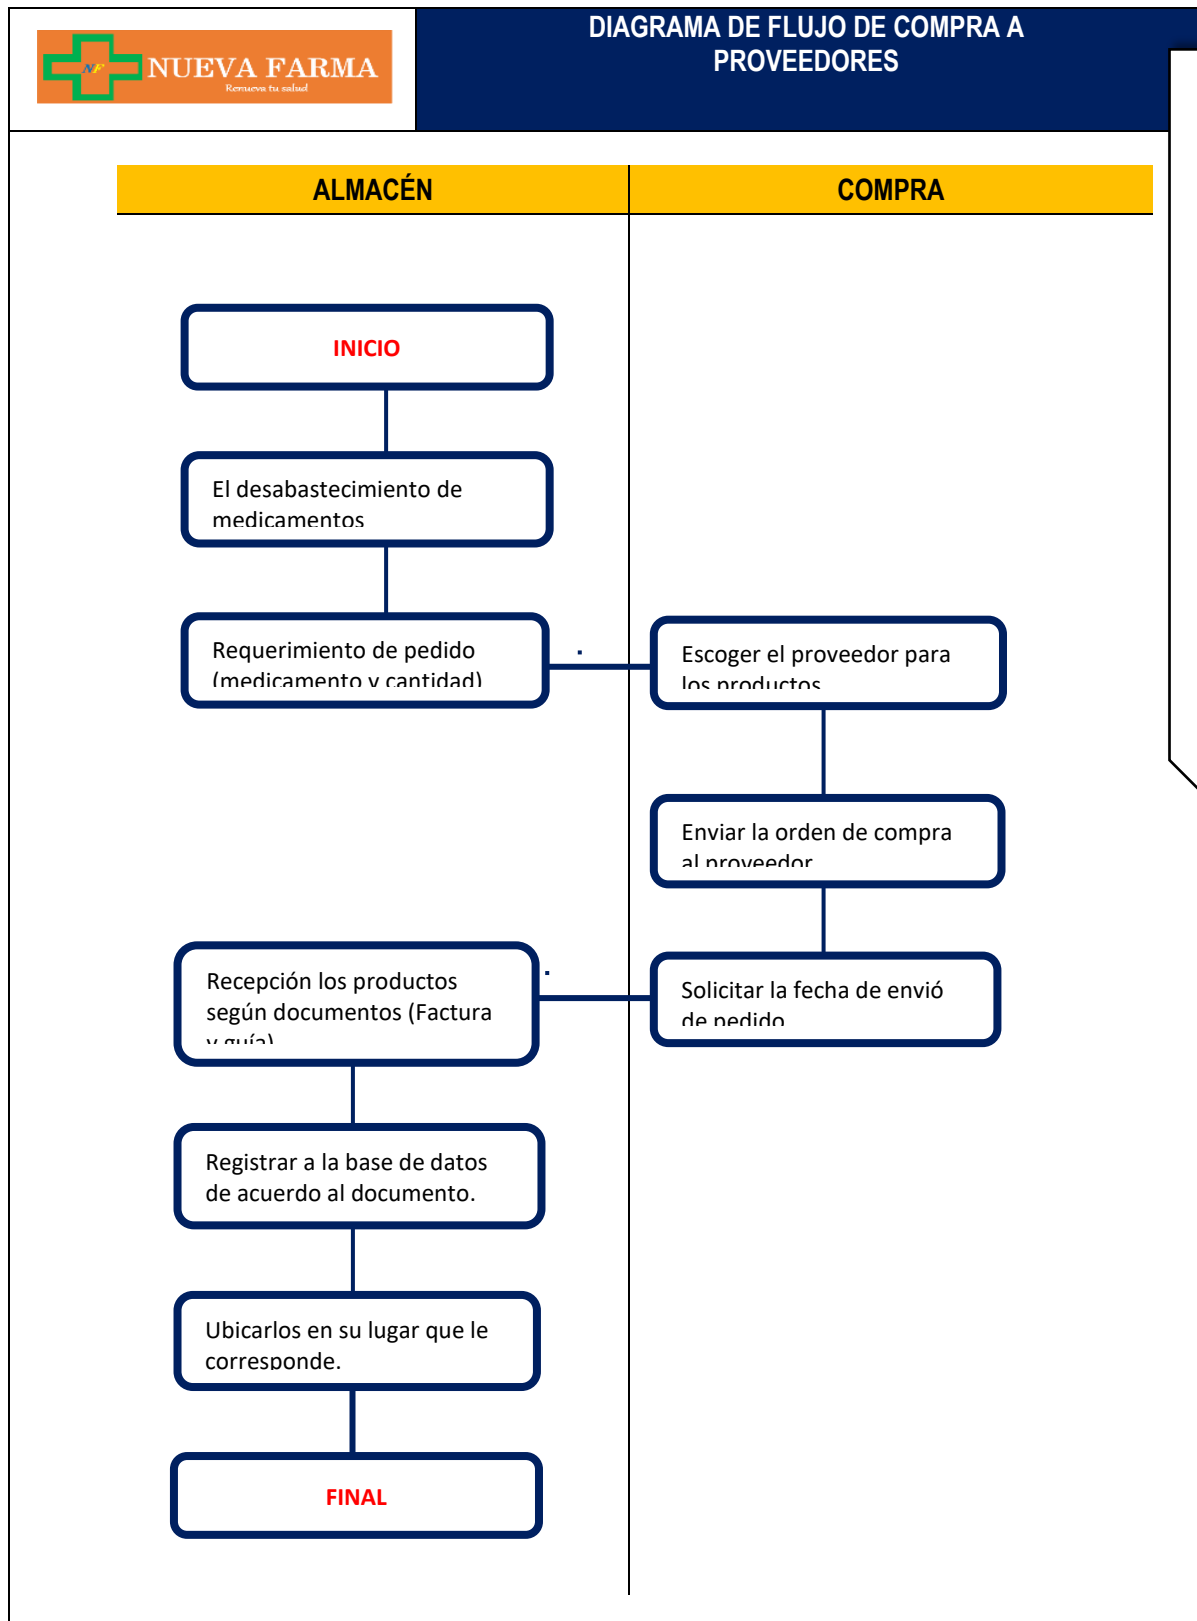 NF
NUEVA FARMA
Renueva tu salud
DIAGRAMA DE FLUJO DE COMPRA A
PROVEEDORES
ALMACÉN
COMPRA
INICIO
El desabastecimiento de
medicamentos
Requerimiento de pedido
(medicamento y cantidad)
Escoger el proveedor para
los productos
Enviar la orden de compra
al proveedor
Solicitar la fecha de envió
de pedido
Recepción los productos
según documentos (Factura
y guía)
Registrar a la base de datos
de acuerdo al documento.
Ubicarlos en su lugar que le
corresponde.
FINAL